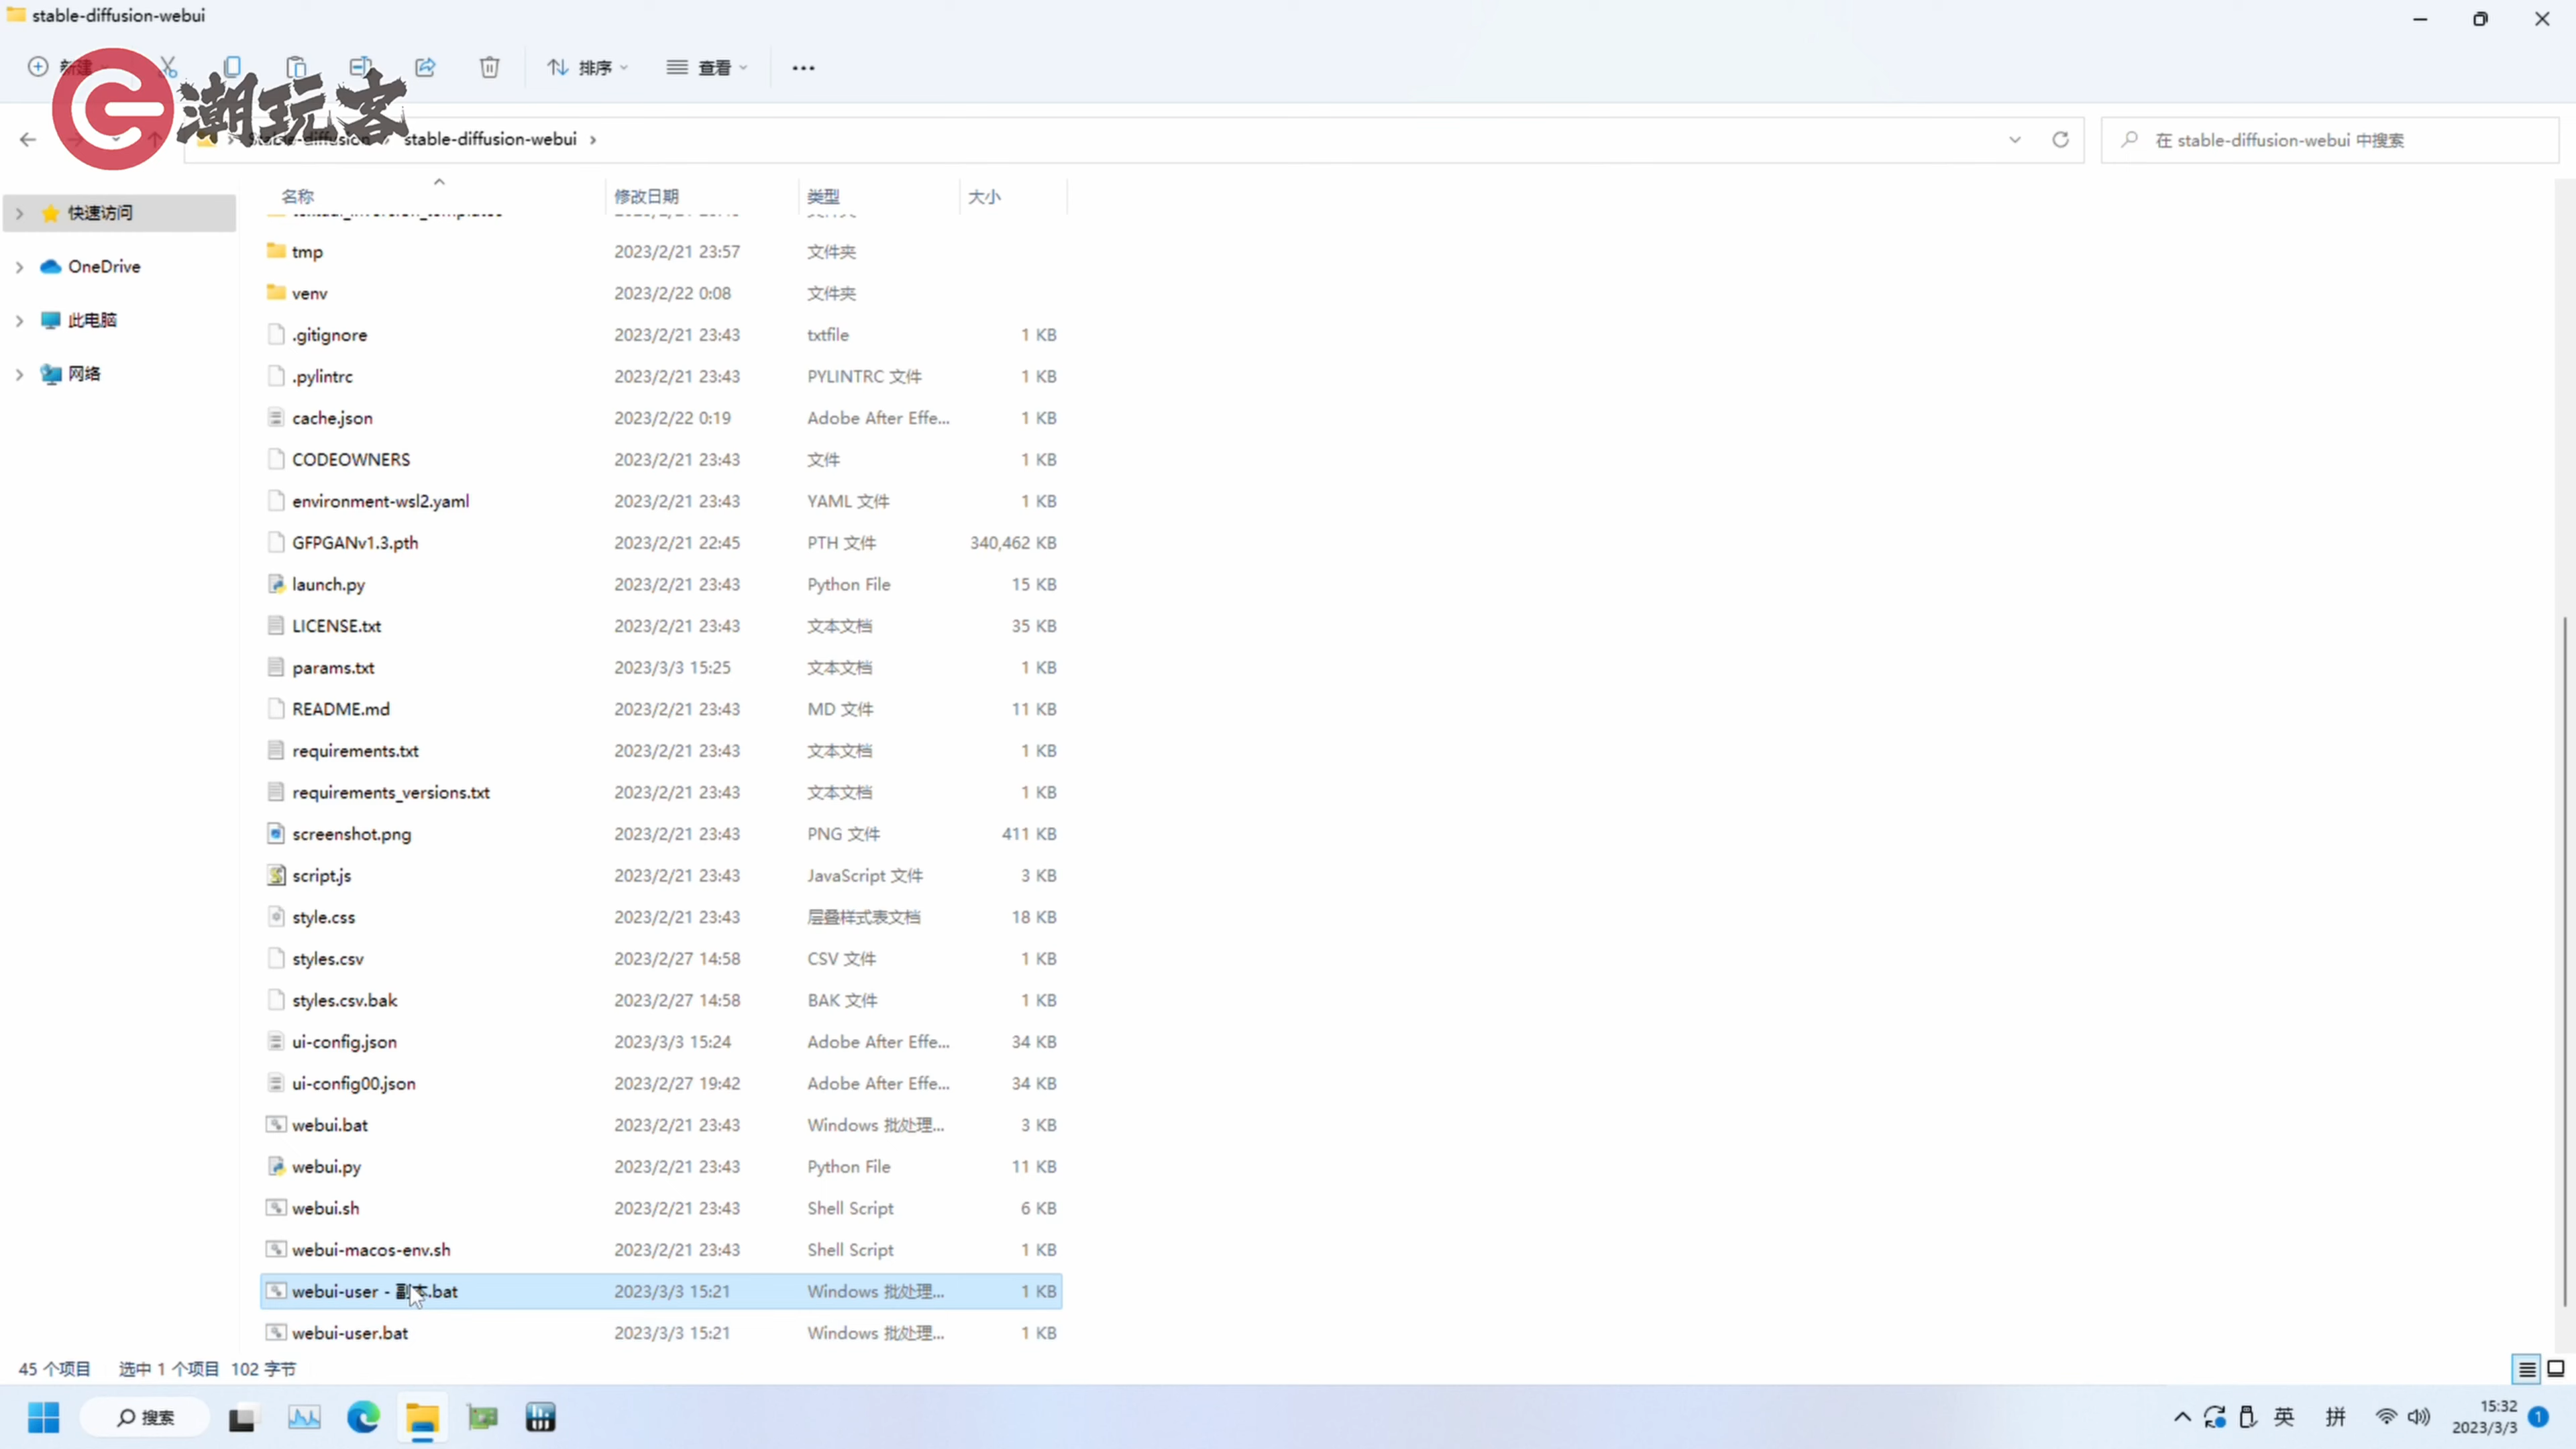 stable-diffusion-webui
新建
排序
查看
潮玩客
Stable-diffusion
stable-diffusion-webui
在 stable-diffusion-webui 中搜索
名称 修改日期 类型 大小
快速访问
OneDrive
此电脑
网络
tmp 2023/2/21 23:57 文件夹
venv 2023/2/22 0:08 文件夹
.gitignore 2023/2/21 23:43 txtfile 1 KB
.pylintrc 2023/2/21 23:43 PYLINTRC 文件 1 KB
cache.json 2023/2/22 0:19 Adobe After Effe... 1 KB
CODEOWNERS 2023/2/21 23:43 文件 1 KB
environment-wsl2.yaml 2023/2/21 23:43 YAML 文件 1 KB
GFPGANv1.3.pth 2023/2/21 22:45 PTH 文件 340,462 KB
launch.py 2023/2/21 23:43 Python File 15 KB
LICENSE.txt 2023/2/21 23:43 文本文档 35 KB
params.txt 2023/3/3 15:25 文本文档 1 KB
README.md 2023/2/21 23:43 MD 文件 11 KB
requirements.txt 2023/2/21 23:43 文本文档 1 KB
requirements_versions.txt 2023/2/21 23:43 文本文档 1 KB
screenshot.png 2023/2/21 23:43 PNG 文件 411 KB
script.js 2023/2/21 23:43 JavaScript 文件 3 KB
style.css 2023/2/21 23:43 层叠样式表文档 18 KB
styles.csv 2023/2/27 14:58 CSV 文件 1 KB
styles.csv.bak 2023/2/27 14:58 BAK 文件 1 KB
ui-config.json 2023/3/3 15:24 Adobe After Effe... 34 KB
ui-config00.json 2023/2/27 19:42 Adobe After Effe... 34 KB
webui.bat 2023/2/21 23:43 Windows 批处理... 3 KB
webui.py 2023/2/21 23:43 Python File 11 KB
webui.sh 2023/2/21 23:43 Shell Script 6 KB
webui-macos-env.sh 2023/2/21 23:43 Shell Script 1 KB
webui-user - 副本.bat 2023/3/3 15:21 Windows 批处理... 1 KB
webui-user.bat 2023/3/3 15:21 Windows 批处理... 1 KB
45 个项目 选中 1 个项目 102 字节
搜索
英
拼
15:32
2023/3/3
1